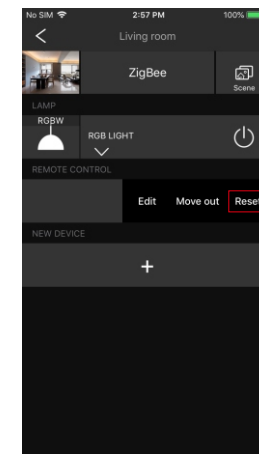 No SIM 2:57 PM 100%
Living room
ZigBee
Scene
LAMP
RGBW
RGB LIGHT
REMOTE CONTROL
Edit Move out Reset
NEW DEVICE
+